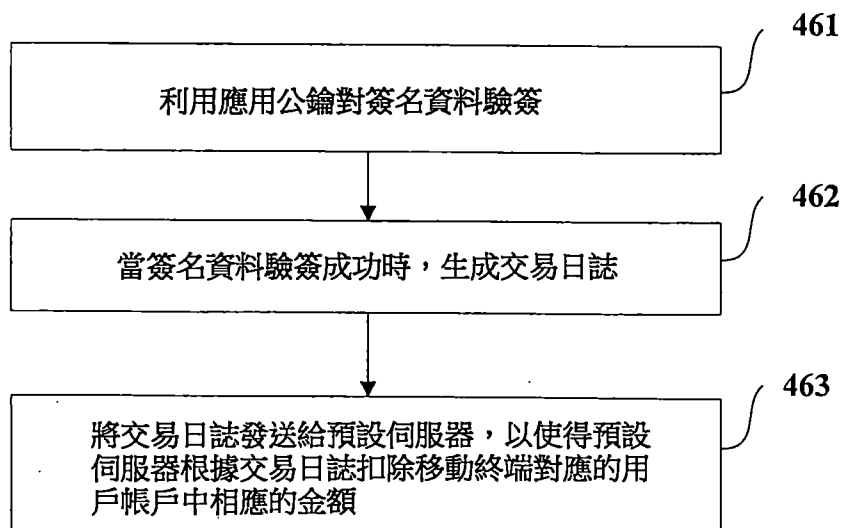 461
利用應用公鑰對簽名資料驗簽
462
當簽名資料驗簽成功時，生成交易日誌
463
將交易日誌發送給預設伺服器，以使得預設
伺服器根據交易日誌扣除移動終端對應的用
戶帳戶中相應的金額